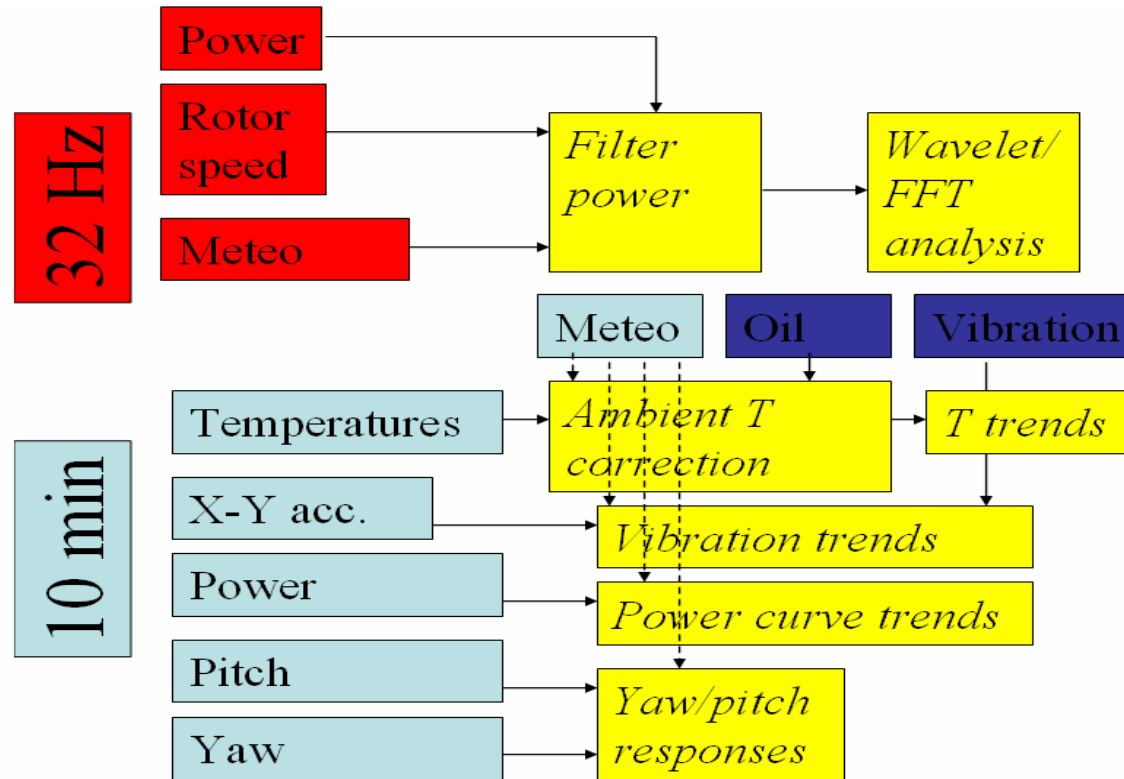 Power
32 Hz
Rotor
speed
Filter
power
Wavelet/
FFT
analysis
Meteo
Meteo
Oil
Vibration
10 min
Temperatures
Ambient T
correction
T trends
X-Y acc.
Vibration trends
Power
Power curve trends
Pitch
Yaw/pitch
responses
Yaw